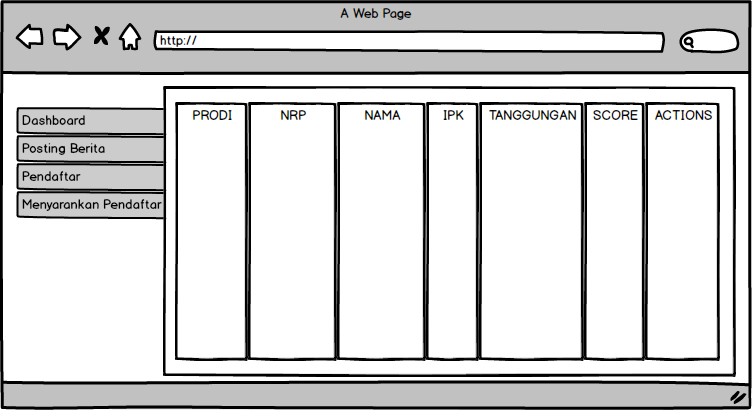 A Web Page
http://
Dashboard
Posting Berita
Pendaftar
Menyarankan Pendaftar
PRODI NRP NAMA IPK TANGGUNGAN SCORE ACTIONS